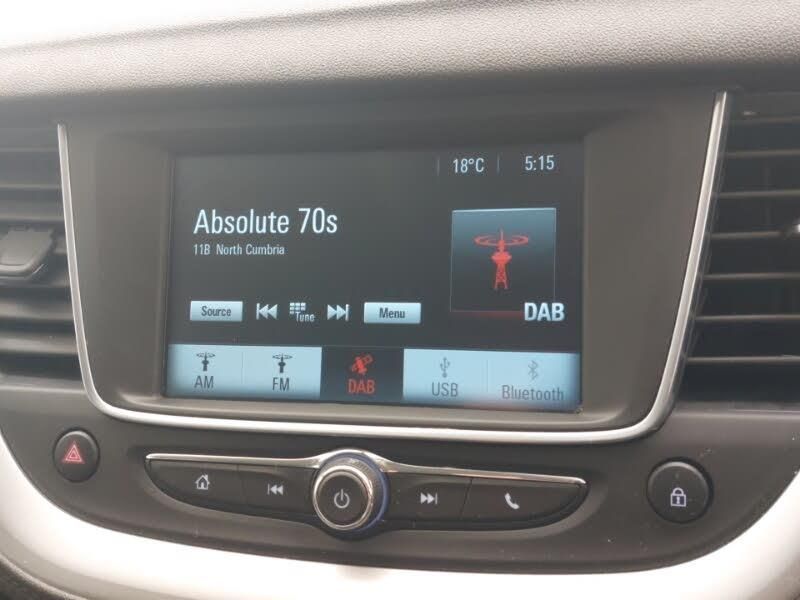 18°C 5:15
Absolute 70s
11B North Cumbria
DAB
Source Tune Menu
AM FM DAB USB Bluetooth